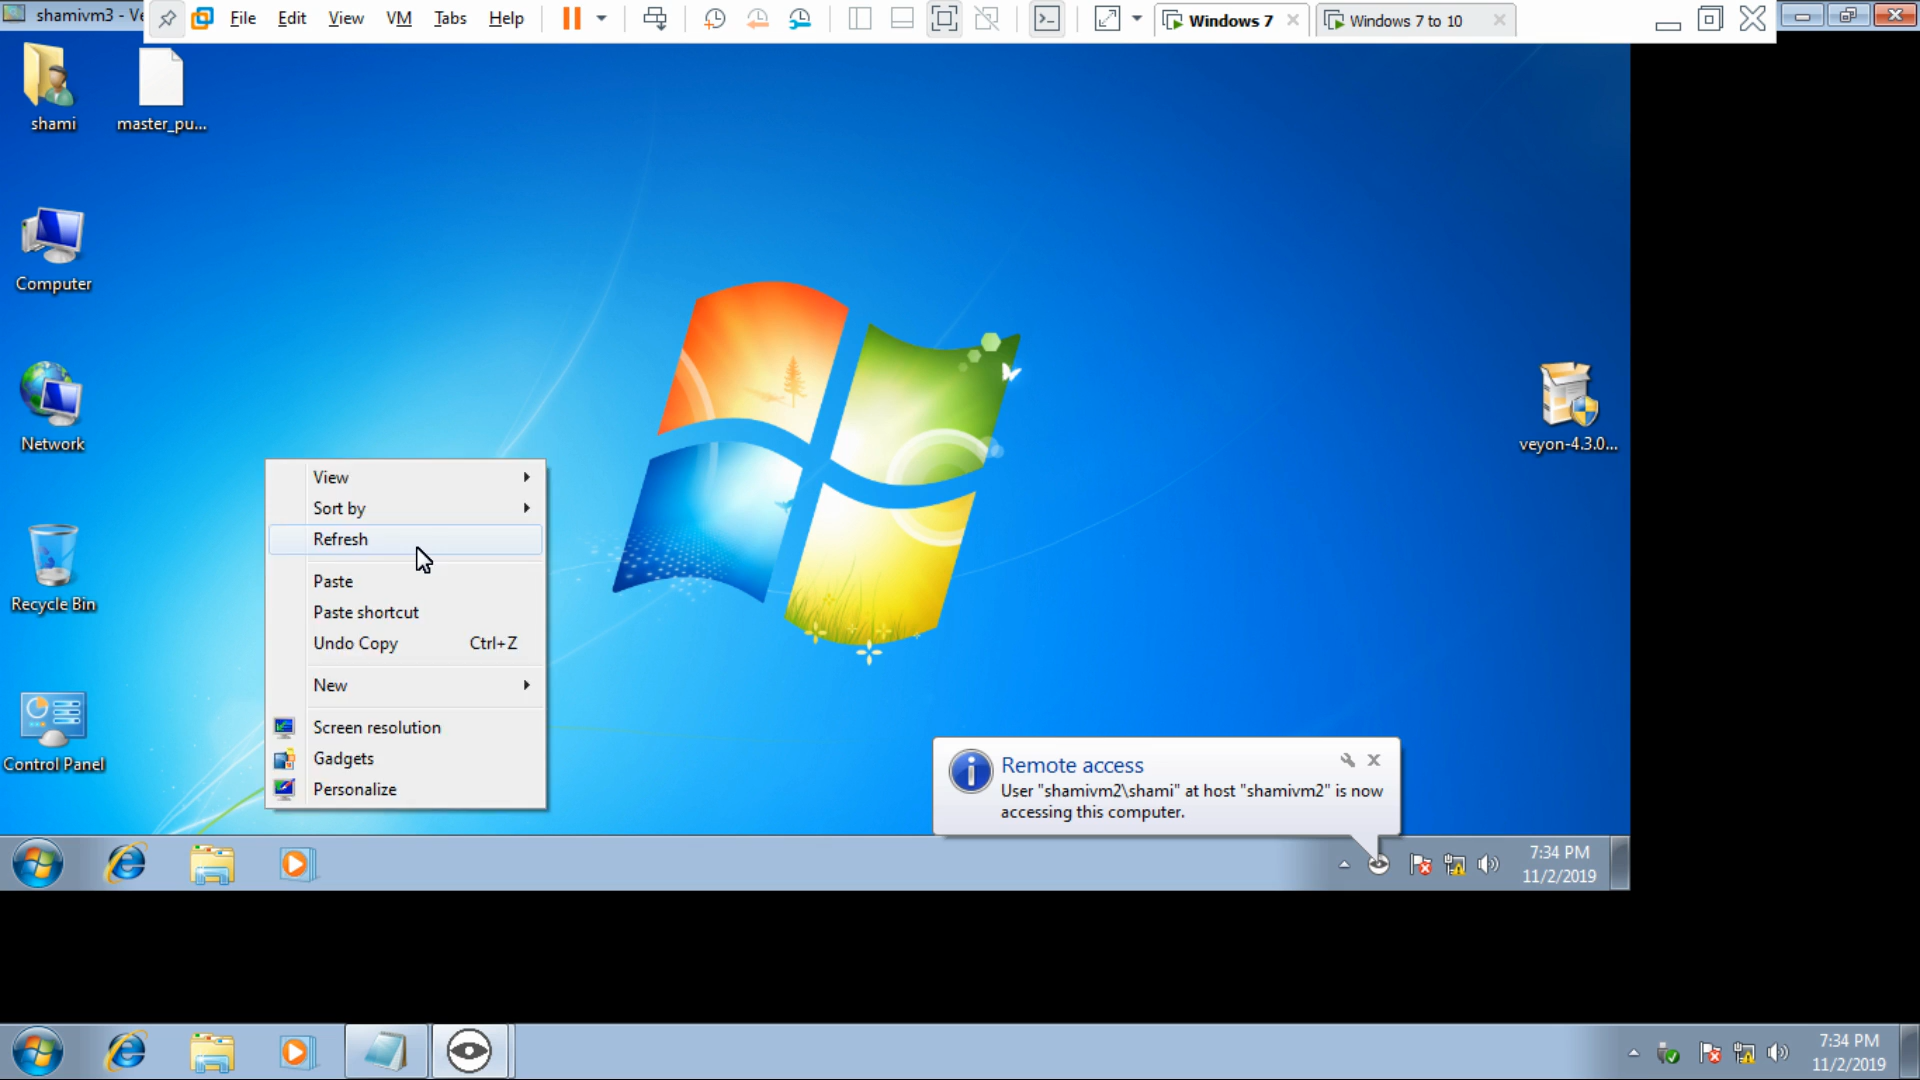 shamivm3 - Ve
File Edit View VM Tabs Help
Windows 7
Windows 7 to 10
shami
master_pu...
Computer
Network
veyon-4.3.0...
Recycle Bin
Control Panel
View
Sort by
Refresh
Paste
Paste shortcut
Undo Copy Ctrl+Z
New
Screen resolution
Gadgets
Personalize
Remote access
User "shamivm2\shami" at host "shamivm2" is now
accessing this computer.
7:34 PM
11/2/2019
7:34 PM
11/2/2019